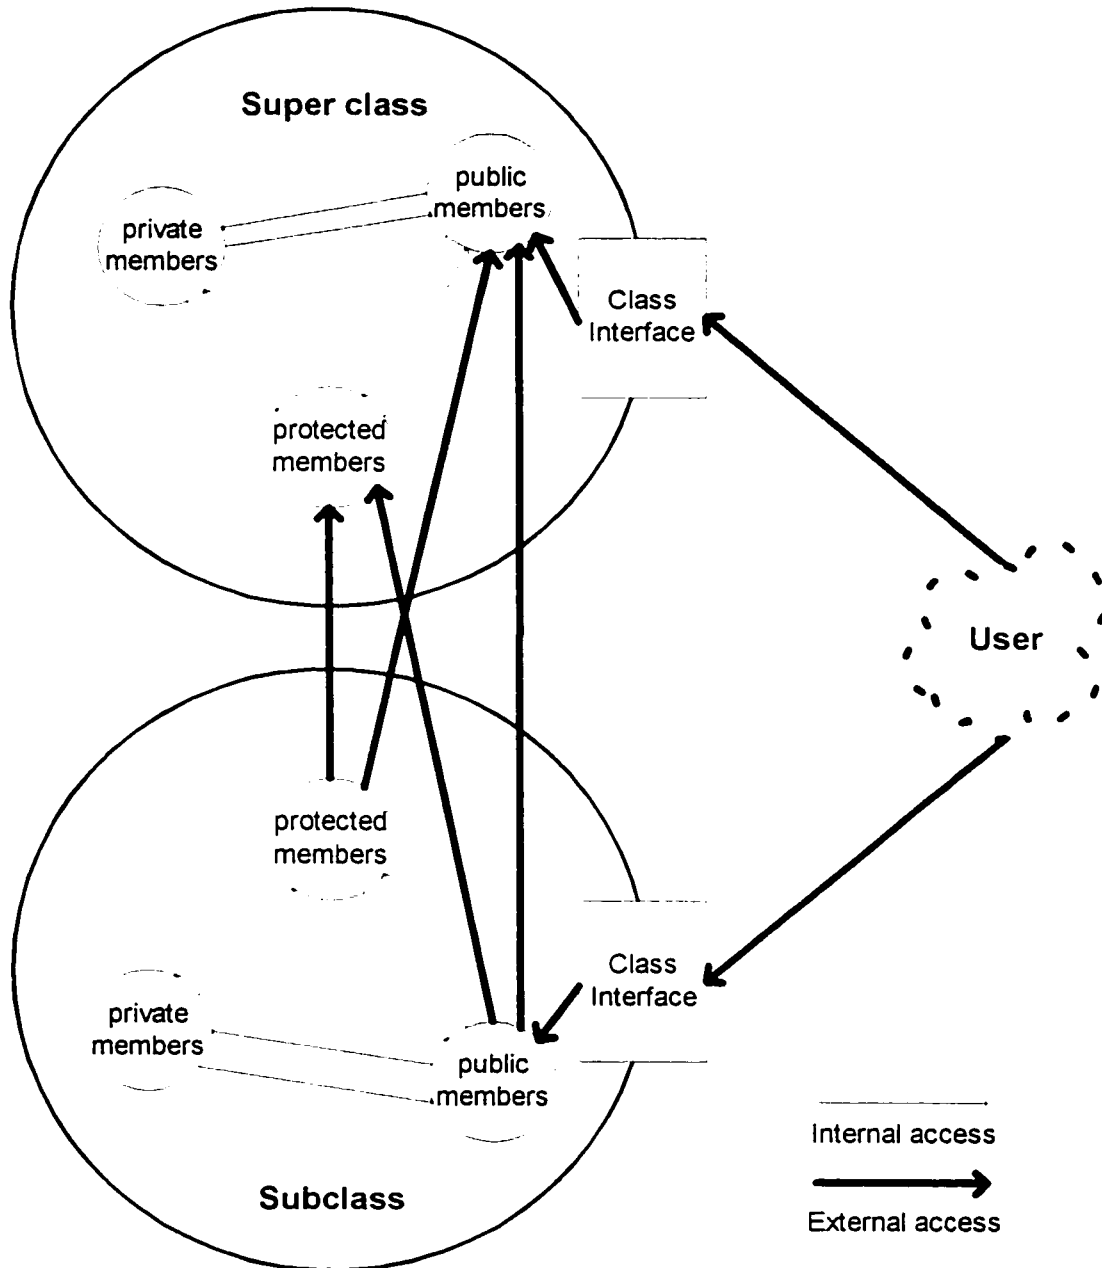 Super class
public
members
private
members
Class
Interface
protected
members
User
protected
members
Class
Interface
private
members
public
members
Internal access
Subclass
External access